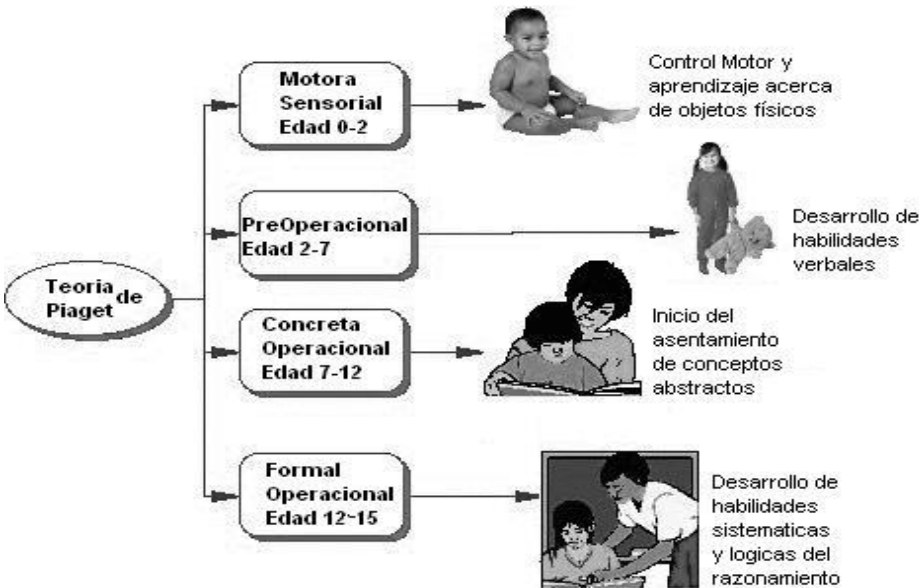 Teoria de
Piaget
Motora
Sensorial
Edad 0-2
Control Motor y
aprendizaje acerca
de objetos físicos
PreOperacional
Edad 2-7
Desarrollo de
habilidades
verbales
Concreta
Operacional
Edad 7-12
Inicio del
asentamiento
de conceptos
abstractos
Formal
Operacional
Edad 12~15
Desarrollo de
habilidades
sistematicas
y logicas del
razonamiento